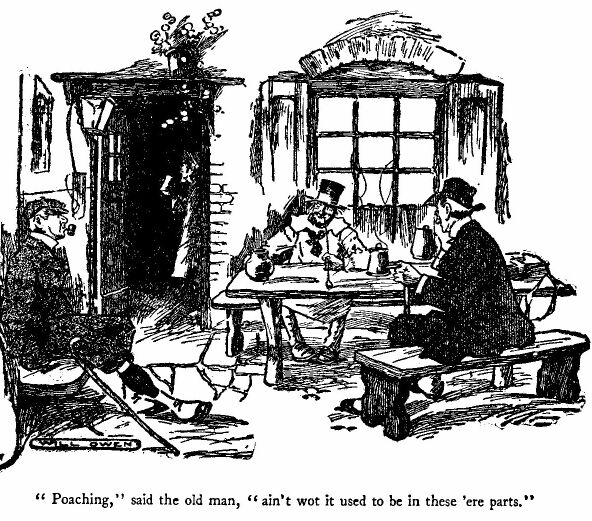 WILL OWEN
“ Poaching,” said the old man, “ ain't wot it used to be in these 'ere parts.”